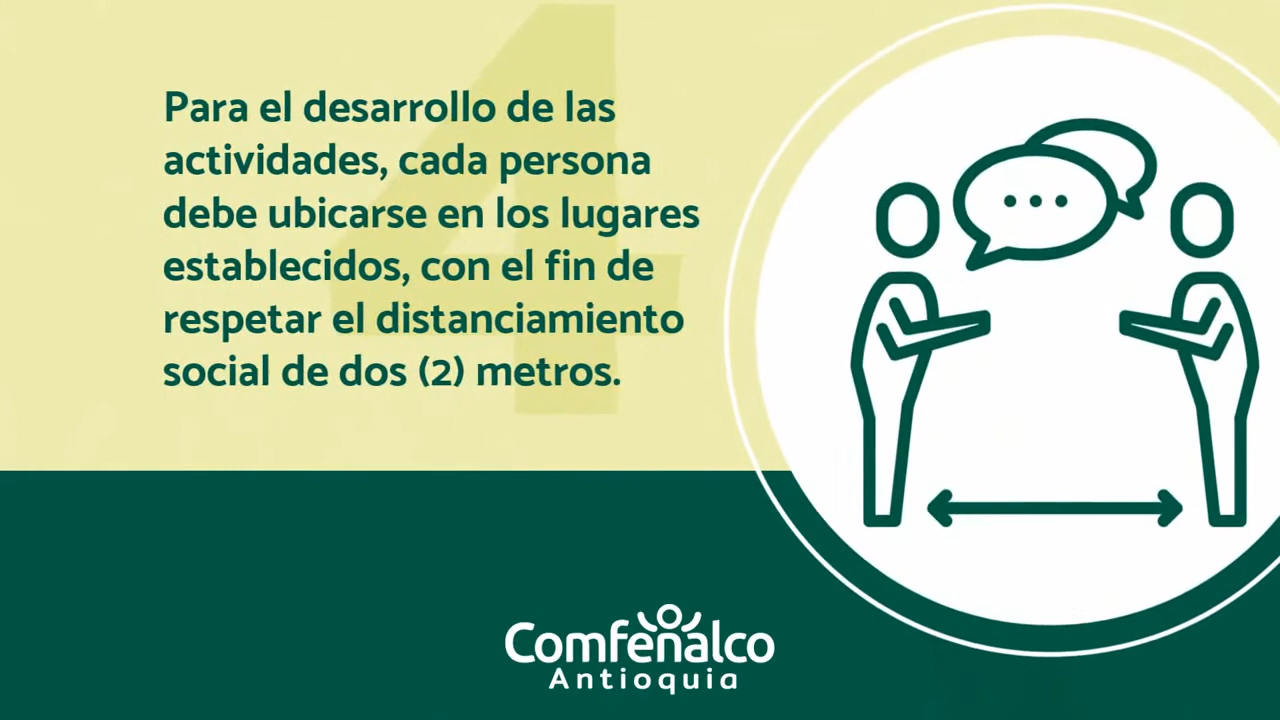 4
Para el desarrollo de las
actividades, cada persona
debe ubicarse en los lugares
establecidos, con el fin de
respetar el distanciamiento
social de dos (2) metros.
Comfenalco
Antioquia